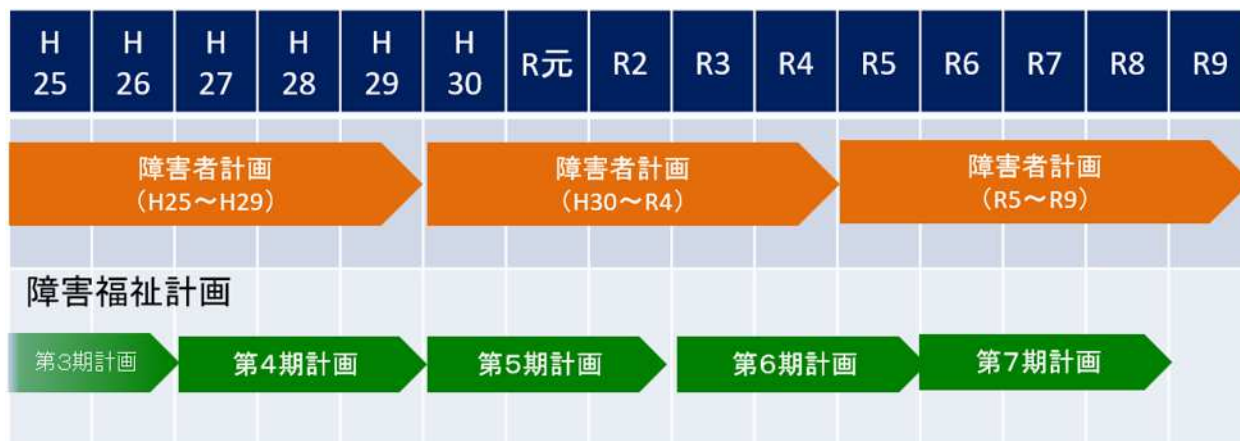 H 25 H 26 H 27 H 28 H 29 H 30 R元 R2 R3 R4 R5 R6 R7 R8 R9
障害者計画
（H25～H29）
障害者計画
（H30～R4）
障害者計画
（R5～R9）
障害福祉計画
第3期計画
第4期計画
第5期計画
第6期計画
第7期計画